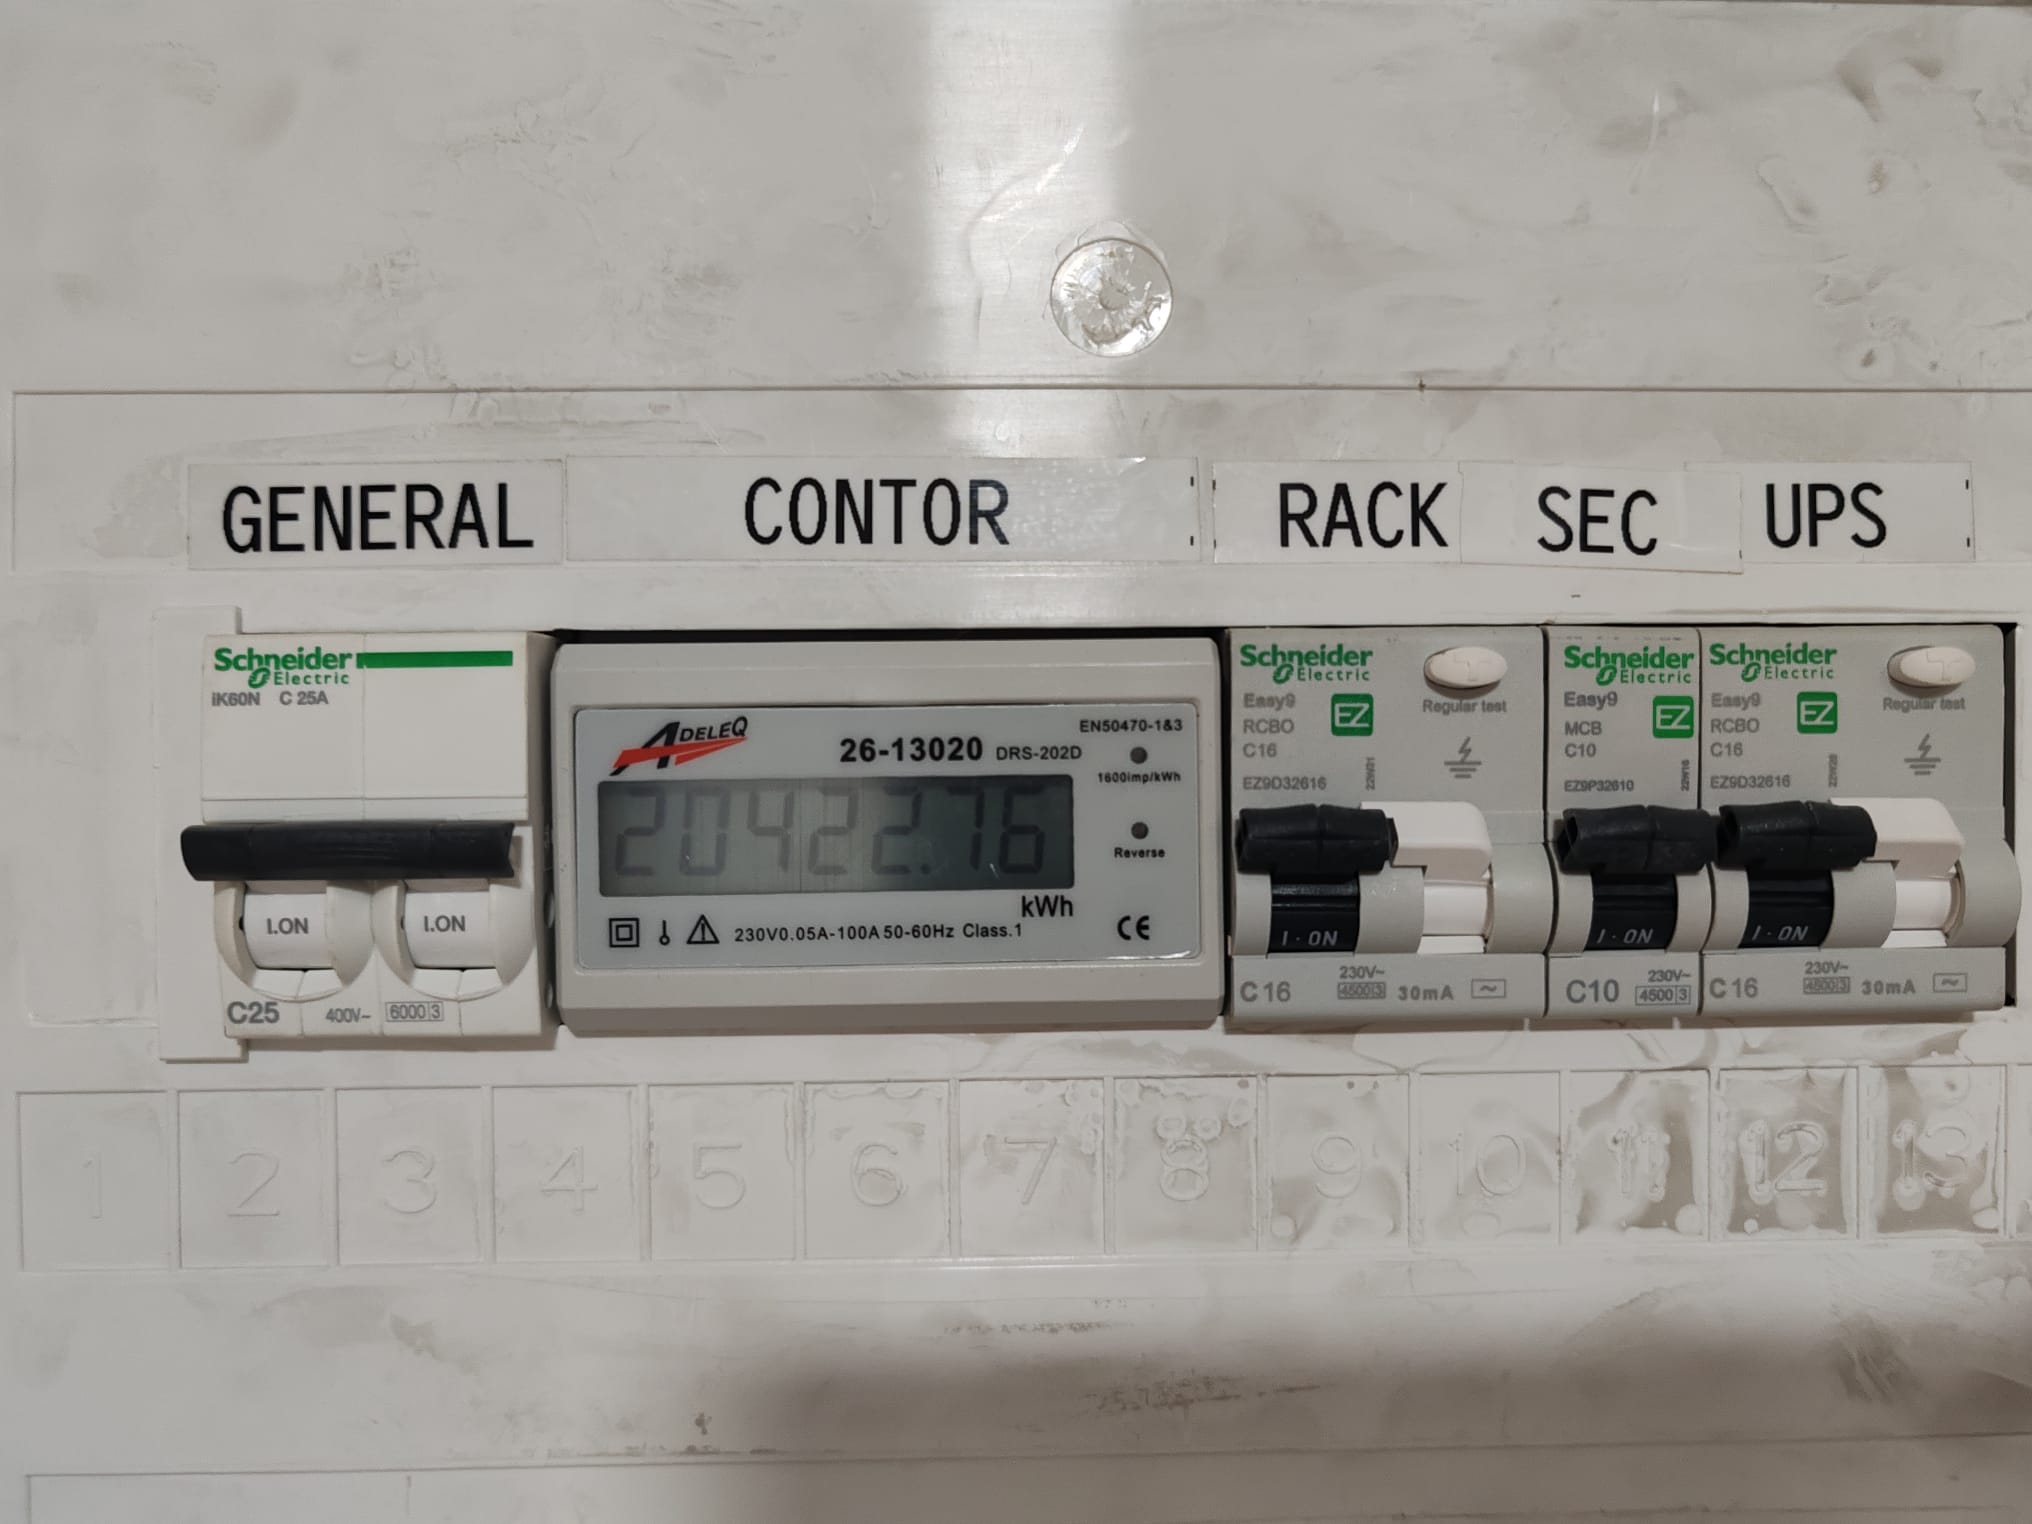 GENERAL
CONTOR
RACK
SEC
UPS
Schneider
Electric
iK60N C 25A
I.ON
I.ON
C25
400V~
6000 3
ADELEQ
EN50470-1&3
26-13020 DRS-202D
1600imp/kWh
20422.76
Reverse
kWh
230V0.05A-100A 50-60Hz Class.1
CE
Schneider
Electric
Easy9
RCBO
C16
EZ
EZ9D32616
Regular test
I·ON
230V~
C16
4500 3
30mA
Schneider
Electric
Easy9
MCB
C10
EZ
EZ9P32610
I·ON
230V~
C10
4500 3
Schneider
Electric
Easy9
RCBO
C16
EZ
EZ9D32616
Regular test
I·ON
230V~
C16
4500 3
30mA
1 2 3 4 5 6 7 8 9 10 11 12 13